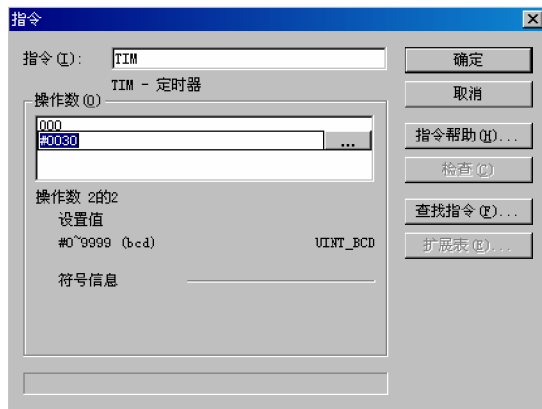 指令
指令(I): TIM
TIM - 定时器
操作数(O)
000
#0030 ...
操作数 2的2
设置值
#0~9999 (bcd) UINT_BCD
符号信息
确定
取消
指令帮助(H)...
检查(C)
查找指令(F)...
扩展表(E)...